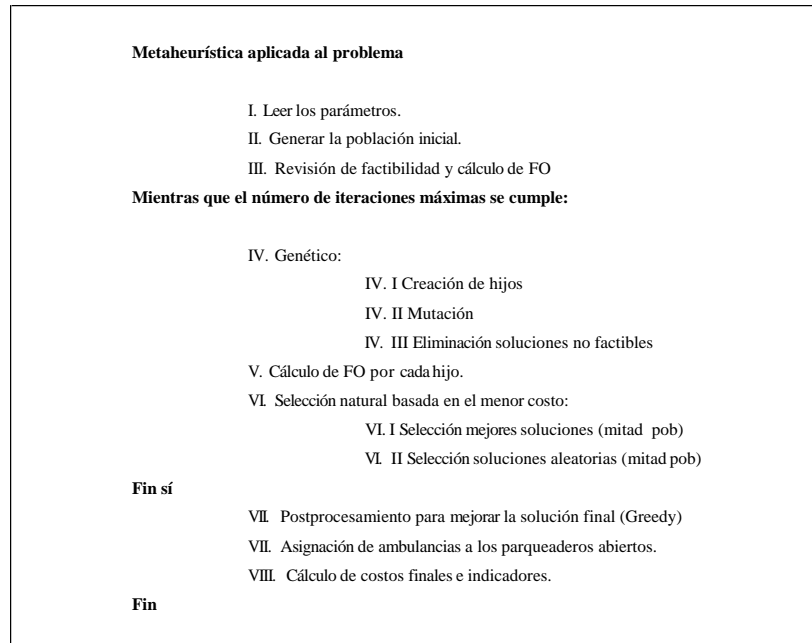 Metaheurística aplicada al problema
I. Leer los parámetros.
II. Generar la población inicial.
III. Revisión de factibilidad y cálculo de FO
Mientras que el número de iteraciones máximas se cumple:
IV. Genético:
IV. I Creación de hijos
IV. II Mutación
IV. III Eliminación soluciones no factibles
V. Cálculo de FO por cada hijo.
VI. Selección natural basada en el menor costo:
VI. I Selección mejores soluciones (mitad pob)
VI. II Selección soluciones aleatorias (mitad pob)
Fin sí
VII. Postprocesamiento para mejorar la solución final (Greedy)
VII. Asignación de ambulancias a los parqueaderos abiertos.
VIII. Cálculo de costos finales e indicadores.
Fin